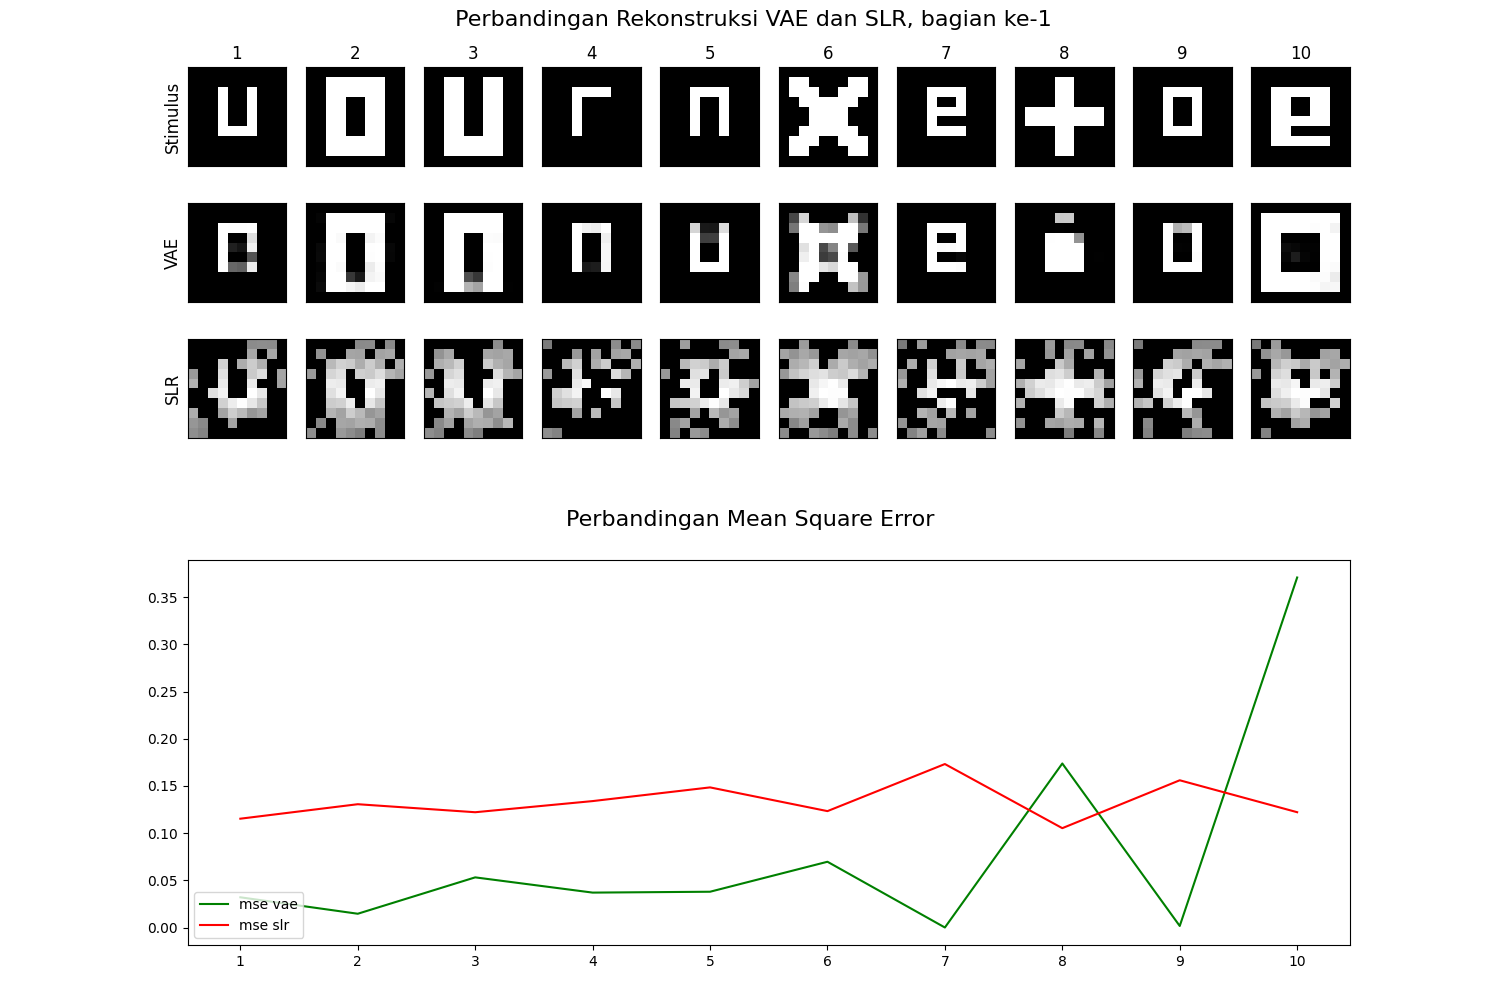 Perbandingan Rekonstruksi VAE dan SLR, bagian ke-1
1 2 3 4 5 6 7 8 9 10
Stimulus
VAE
SLR
Perbandingan Mean Square Error
0.35
0.30
0.25
0.20
0.15
0.10
0.05
0.00
mse vae
mse slr
1 2 3 4 5 6 7 8 9 10